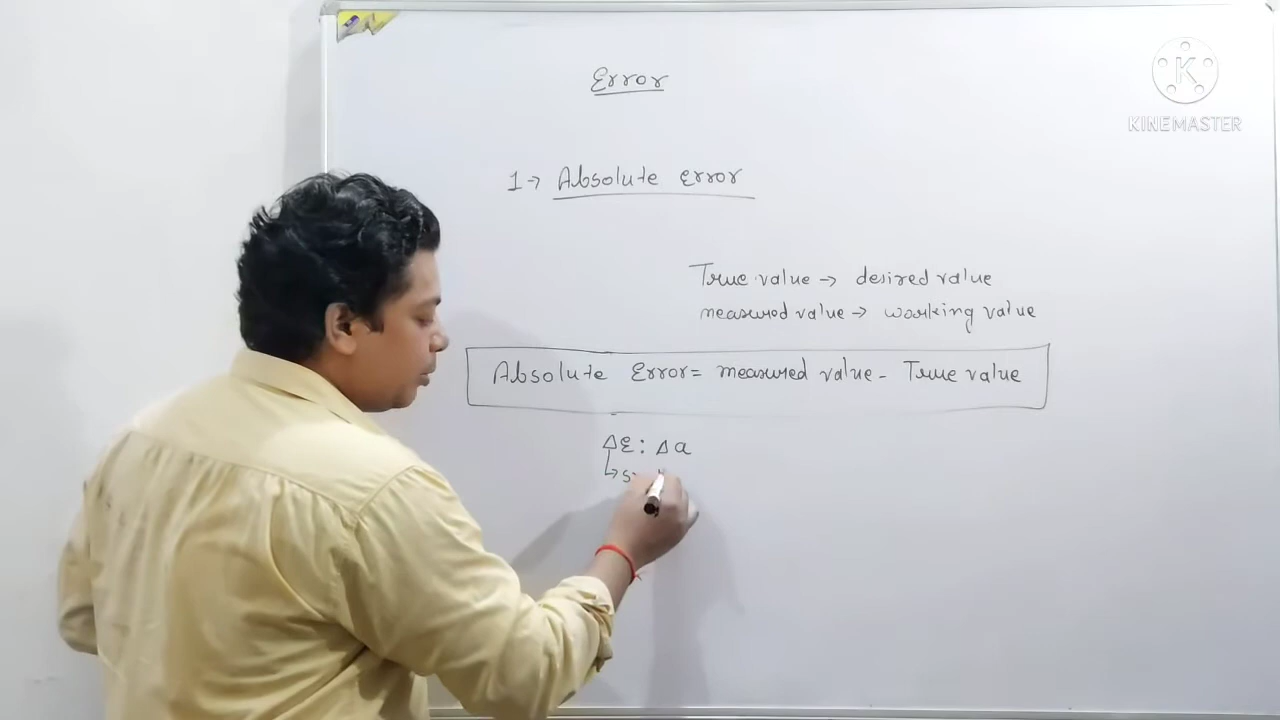 Error
K
KINEMASTER
1→ Absolute error
True value → desired value
measured value → working value
Absolute Error = measured value - True value
ΔE: Δa